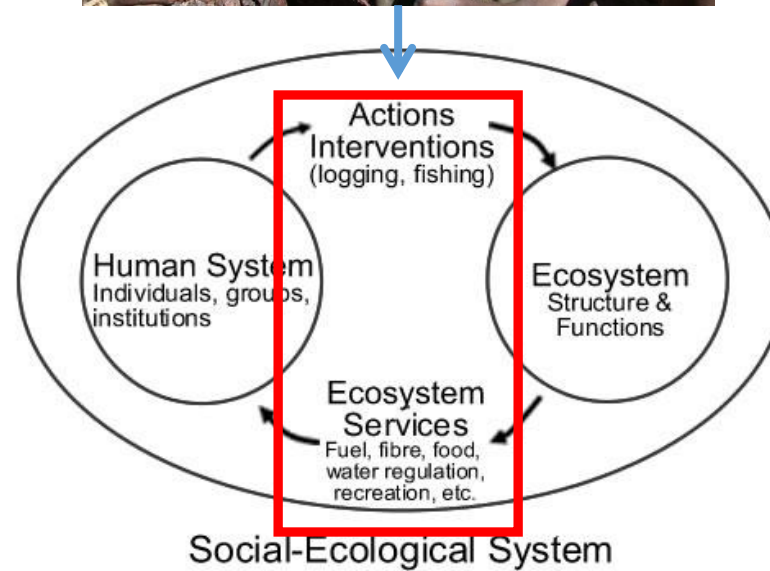 Actions
Interventions
(logging, fishing)
Human System
Individuals, groups,
institutions
Ecosystem
Structure &
Functions
Ecosystem
Services
Fuel, fibre, food,
water regulation,
recreation, etc.
Social-Ecological System